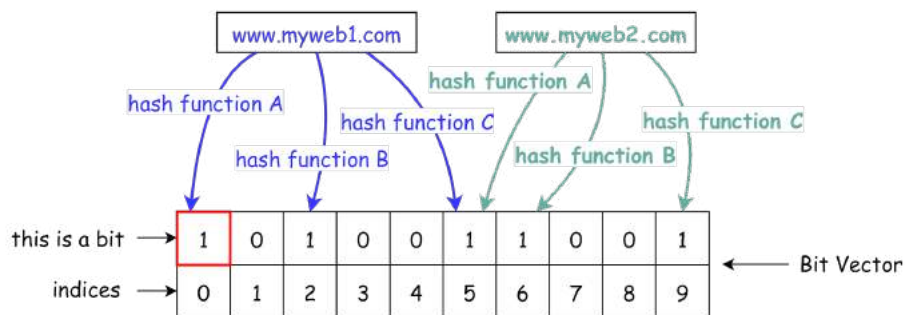 www.myweb1.com
www.myweb2.com
hash function A
hash function A
hash function C
hash function C
hash function B
hash function B
this is a bit
1 0 1 0 0 1 1 0 0 1
Bit Vector
indices
0 1 2 3 4 5 6 7 8 9